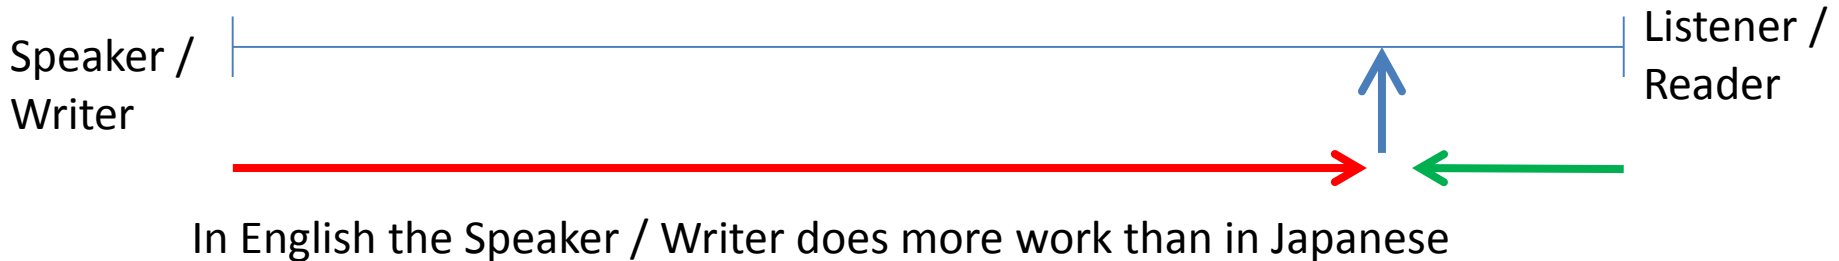 Speaker /
Writer
Listener /
Reader
In English the Speaker / Writer does more work than in Japanese